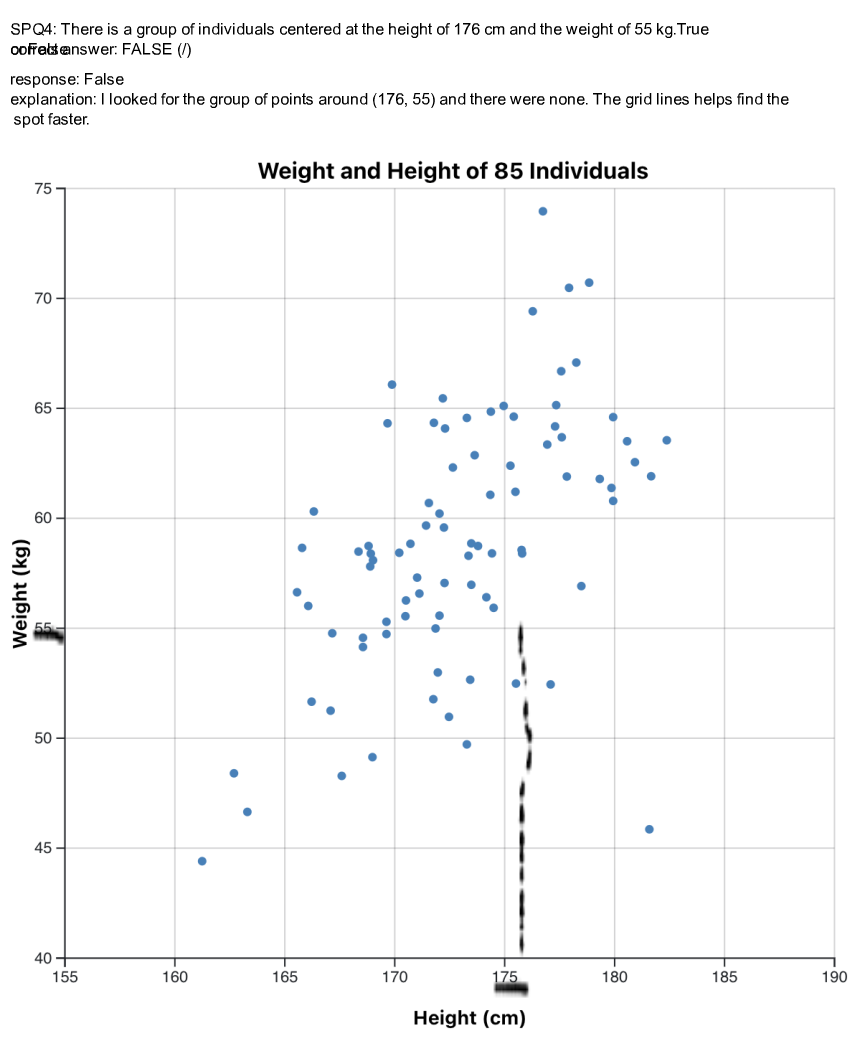 SPQ4: There is a group of individuals centered at the height of 176 cm and the weight of 55 kg.True
or False
correct answer: FALSE (/)
response: False
explanation: I looked for the group of points around (176, 55) and there were none. The grid lines helps find the
spot faster.
Weight and Height of 85 Individuals
75
70
65
60
55
50
45
40
Weight (kg)
155 160 165 170 175 180 185 190
Height (cm)